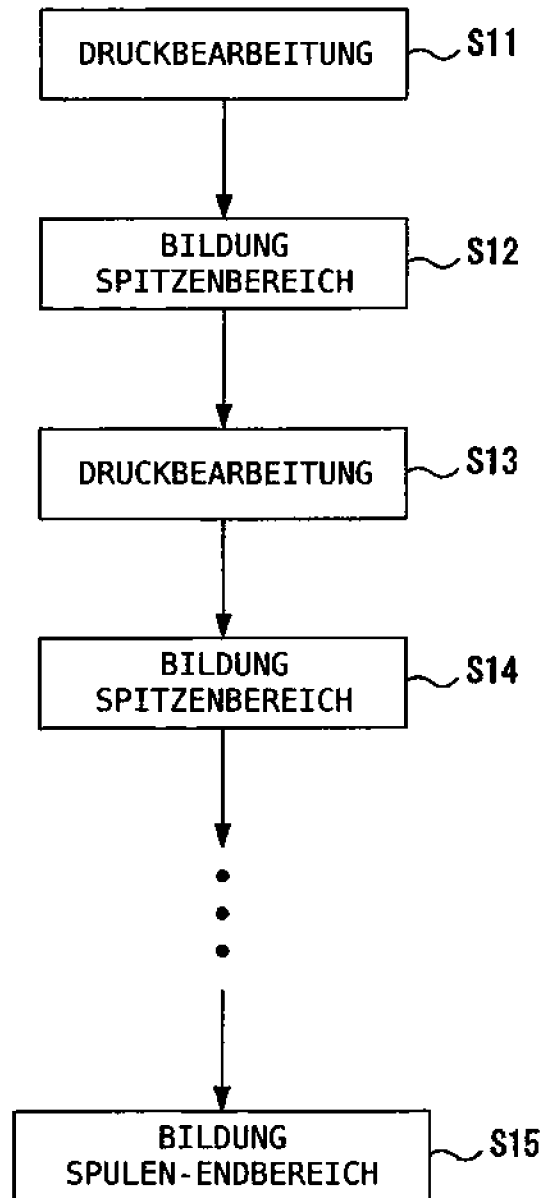 DRUCKBEARBEITUNG
S11
BILDUNG
SPITZENBEREICH
S12
DRUCKBEARBEITUNG
S13
BILDUNG
SPITZENBEREICH
S14
BILDUNG
SPULEN-ENDBEREICH
S15